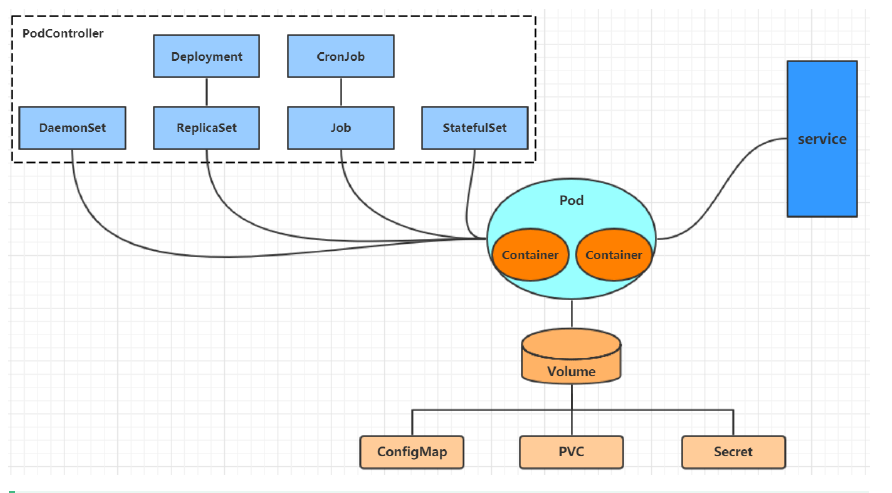 PodController
Deployment
CronJob
DaemonSet
ReplicaSet
Job
StatefulSet
service
Pod
Container
Container
Volume
ConfigMap
PVC
Secret